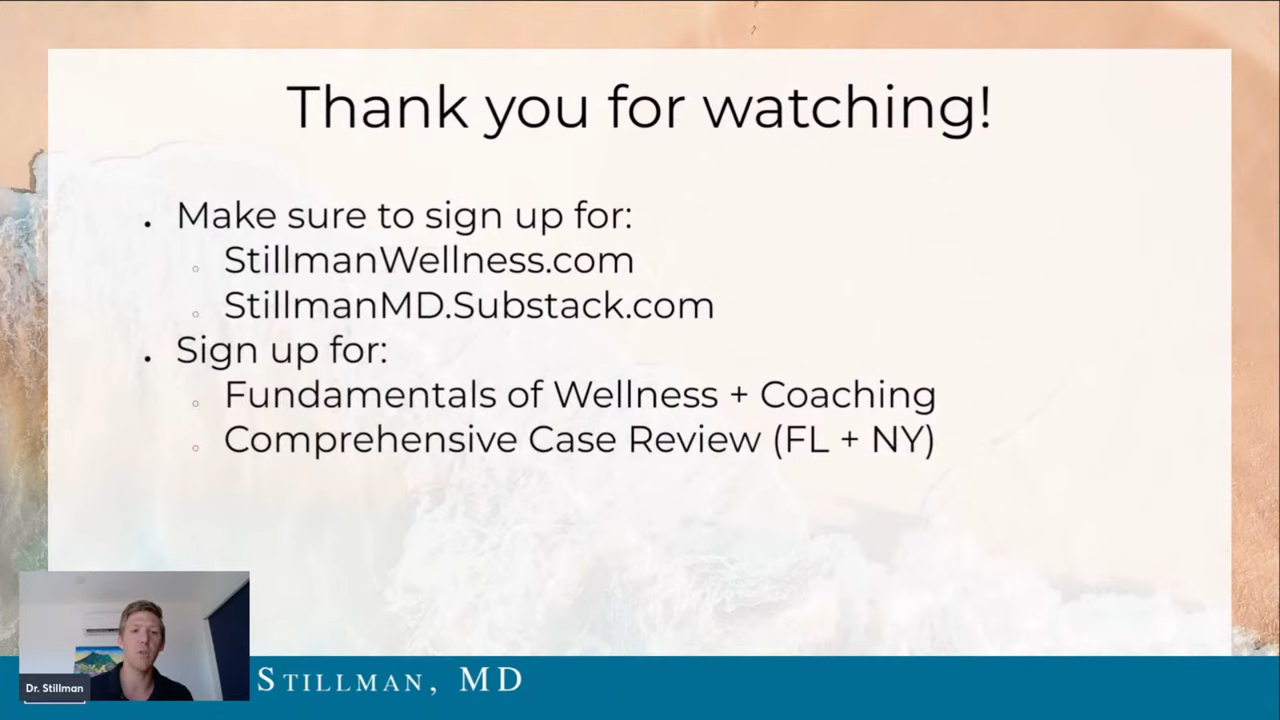 Thank you for watching!
• Make sure to sign up for:
◦ StillmanWellness.com
◦ StillmanMD.Substack.com
• Sign up for:
◦ Fundamentals of Wellness + Coaching
◦ Comprehensive Case Review (FL + NY)
Dr. Stillman
STILLMAN, MD